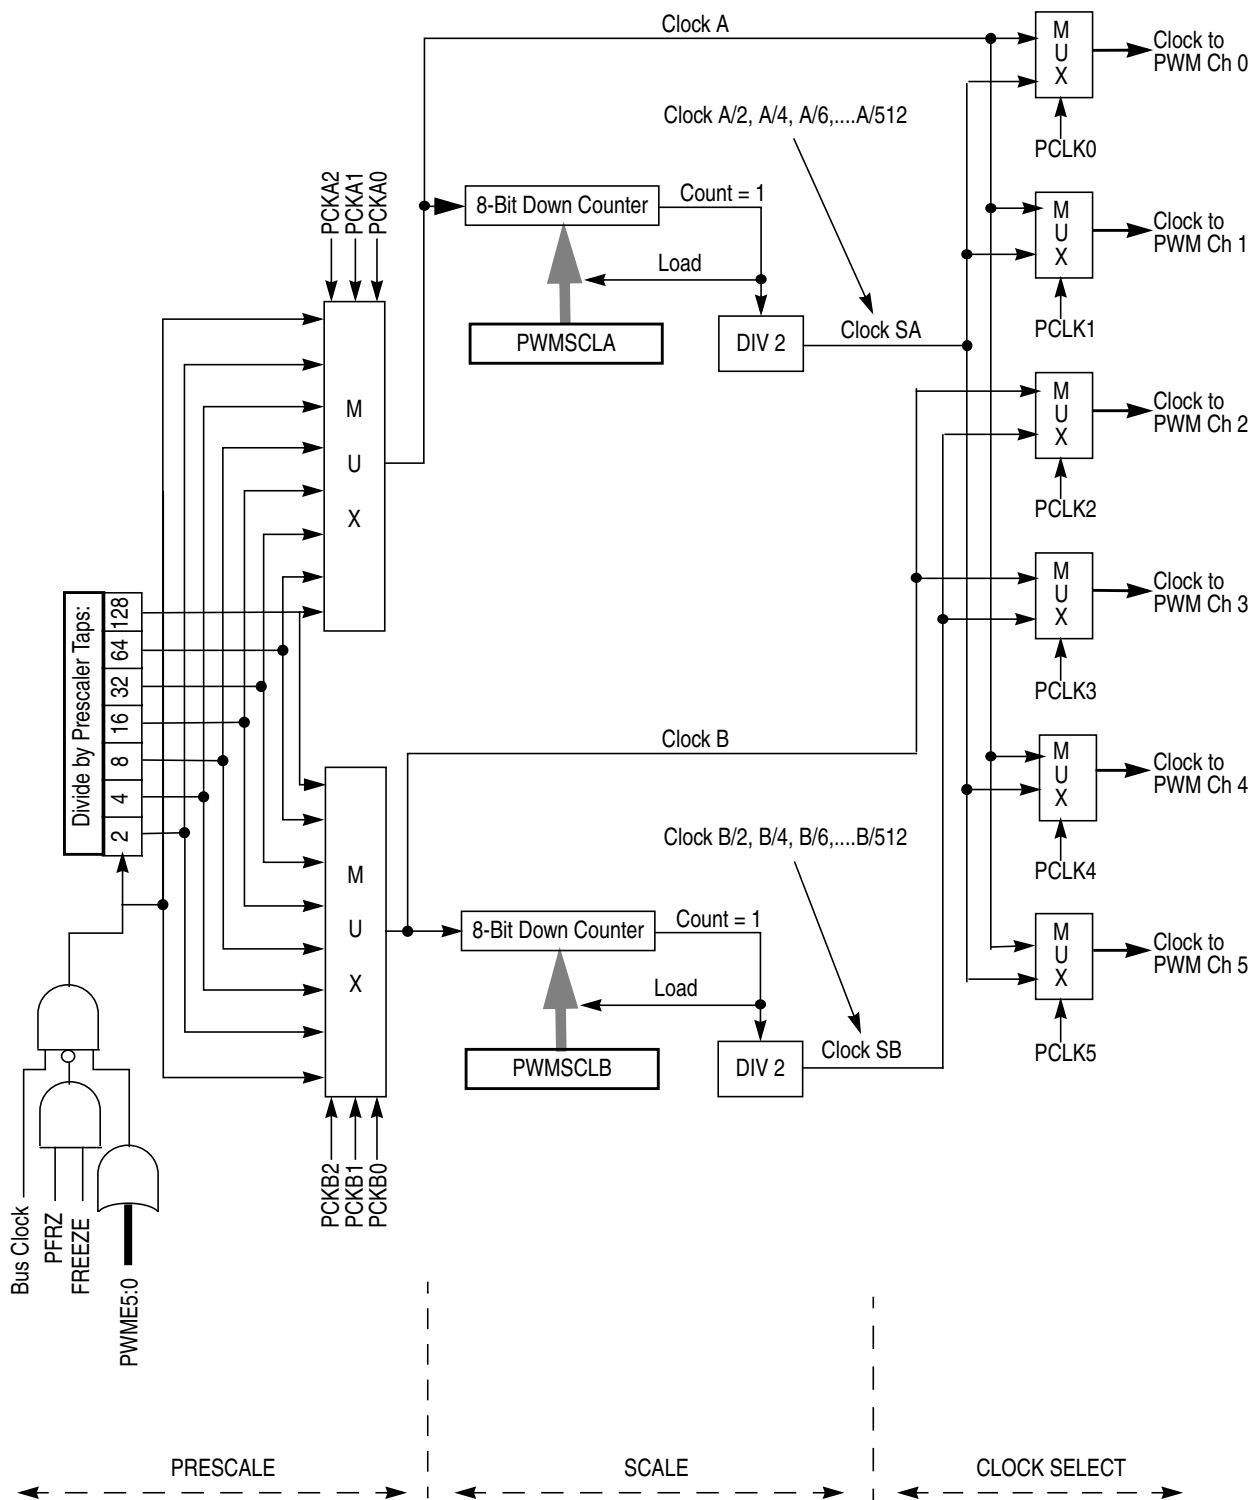 Clock A
M
U
X
Clock to
PWM Ch 0
PCLK0
Clock A/2, A/4, A/6,....A/512
PCKA2
PCKA1
PCKA0
8-Bit Down Counter
Count = 1
Load
PWMSCLA
DIV 2
Clock SA
M
U
X
Clock to
PWM Ch 1
PCLK1
M
U
X
M
U
X
Clock to
PWM Ch 2
PCLK2
M
U
X
Clock to
PWM Ch 3
PCLK3
Divide by Prescaler Taps:
128
64
32
16
8
4
2
Clock B
M
U
X
Clock to
PWM Ch 4
PCLK4
Clock B/2, B/4, B/6,....B/512
M
U
X
8-Bit Down Counter
Count = 1
Load
PWMSCLB
DIV 2
Clock SB
M
U
X
Clock to
PWM Ch 5
PCLK5
PCKB2
PCKB1
PCKB0
Bus Clock
PFRZ
FREEZE
PWME5:0
PRESCALE
SCALE
CLOCK SELECT